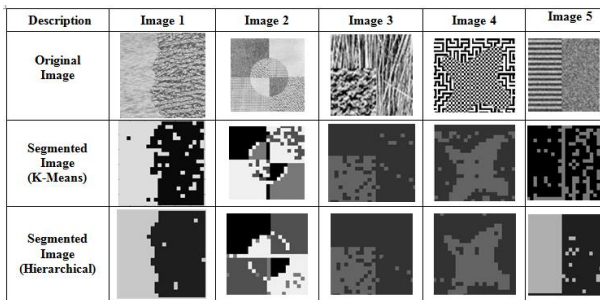 Description Image 1 Image 2 Image 3 Image 4 Image 5
Original
Image
Segmented
Image
(K-Means)
Segmented
Image
(Hierarchical)